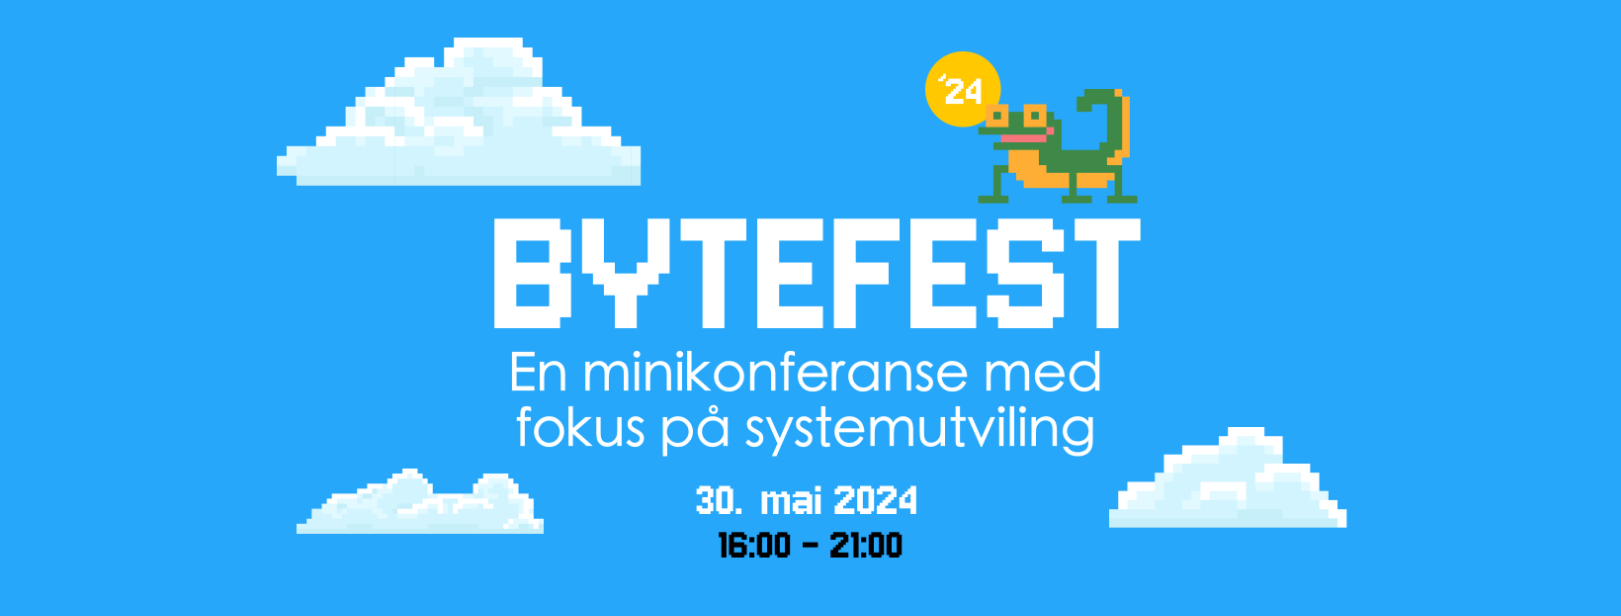 '24
BYTEFEST
En minikonferanse med
fokus på systemutviling
30. mai 2024
16:00 - 21:00